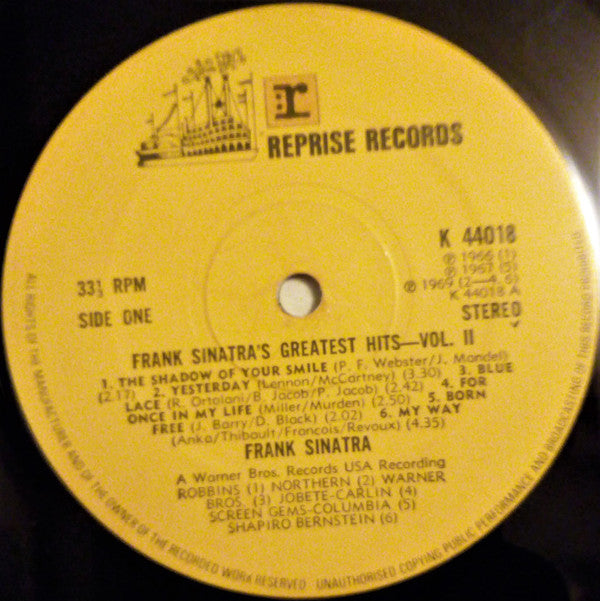 r
REPRISE RECORDS
K 44018
℗ 1966 (1)
℗ 1967 (5)
℗ 1969 (2—4, 6)
K 44018 A
33⅓ RPM
SIDE ONE
STEREO
FRANK SINATRA'S GREATEST HITS—VOL. II
1. THE SHADOW OF YOUR SMILE (P. F. Webster/J. Mandel)
(2.17) 2. YESTERDAY (Lennon/McCartney) (3.30) 3. BLUE
LACE (R. Ortolani/B. Jacob/P. Jacob) (2.42) 4. FOR
ONCE IN MY LIFE (Miller/Murden) (2.50) 5. BORN
FREE (J. Barry/D. Black) (2.02) 6. MY WAY
(Anka/Thibault/Francois/Revoux) (4.35)
FRANK SINATRA
A Warner Bros. Records USA Recording
ROBBINS (1) NORTHERN (2) WARNER
BROS. (3) JOBETE-CARLIN (4)
SCREEN GEMS-COLUMBIA (5)
SHAPIRO BERNSTEIN (6)
ALL RIGHTS OF THE MANUFACTURER AND OF THE OWNER OF THE RECORDED WORK RESERVED UNAUTHORISED COPYING PUBLIC PERFORMANCE AND BROADCASTING OF THIS RECORD PROHIBITED